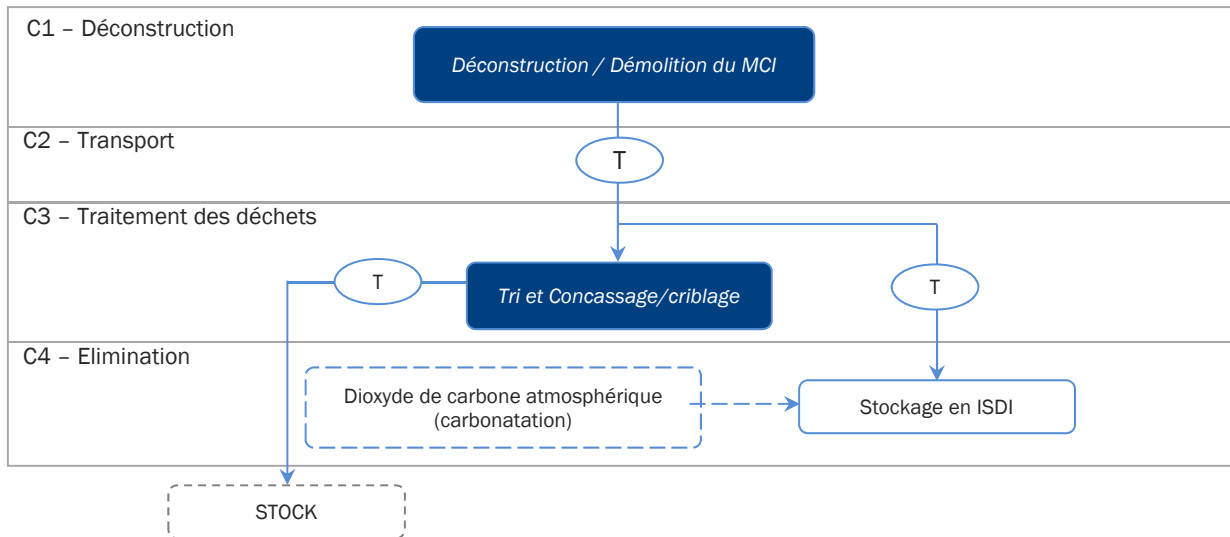 C1 – Déconstruction
Déconstruction / Démolition du MCI
C2 – Transport
T
C3 – Traitement des déchets
T
Tri et Concassage/criblage
T
C4 – Elimination
Dioxyde de carbone atmosphérique
(carbonatation)
Stockage en ISDI
STOCK